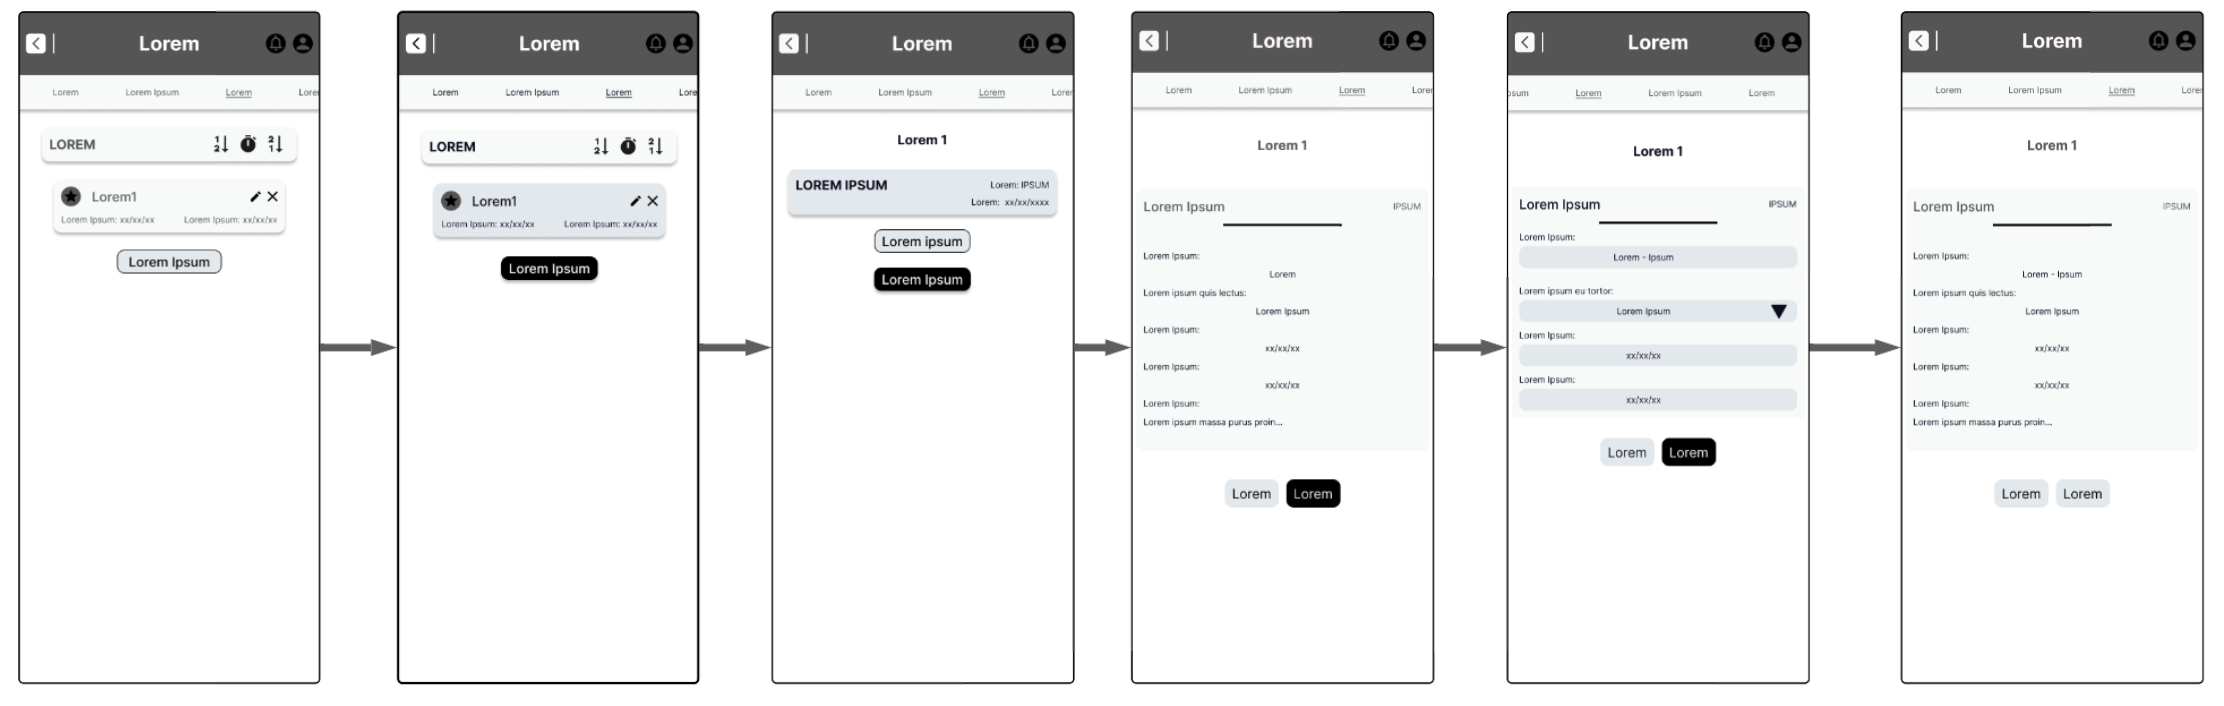 Lorem
Lorem Lorem Ipsum Lorem Lorer
LOREM
Lorem1
Lorem Ipsum: xx/xx/xx Lorem Ipsum: xx/xx/xx
Lorem Ipsum
Lorem
Lorem Lorem Ipsum Lorem Lore
LOREM
Lorem1
Lorem Ipsum: xx/xx/xx Lorem Ipsum: xx/xx/xx
Lorem Ipsum
Lorem
Lorem Lorem Ipsum Lorem Lorer
Lorem 1
LOREM IPSUM Lorem: IPSUM
Lorem: xx/xx/xxxx
Lorem ipsum
Lorem Ipsum
Lorem
Lorem Lorem Ipsum Lorem Lorer
Lorem 1
Lorem Ipsum IPSUM
Lorem Ipsum:
Lorem
Lorem ipsum quis lectus:
Lorem Ipsum
Lorem Ipsum:
xx/xx/xx
Lorem Ipsum:
xx/xx/xx
Lorem Ipsum:
Lorem ipsum massa purus proin...
Lorem Lorem
Lorem
psum Lorem Lorem Ipsum Lorem
Lorem 1
Lorem Ipsum IPSUM
Lorem Ipsum:
Lorem - Ipsum
Lorem ipsum eu tortor:
Lorem Ipsum
Lorem Ipsum:
xx/xx/xx
Lorem Ipsum:
xx/xx/xx
Lorem Lorem
Lorem
Lorem Lorem Ipsum Lorem Lorer
Lorem 1
Lorem Ipsum IPSUM
Lorem Ipsum:
Lorem - Ipsum
Lorem ipsum quis lectus:
Lorem Ipsum
Lorem Ipsum:
xx/xx/xx
Lorem Ipsum:
xx/xx/xx
Lorem Ipsum:
Lorem ipsum massa purus proin...
Lorem Lorem